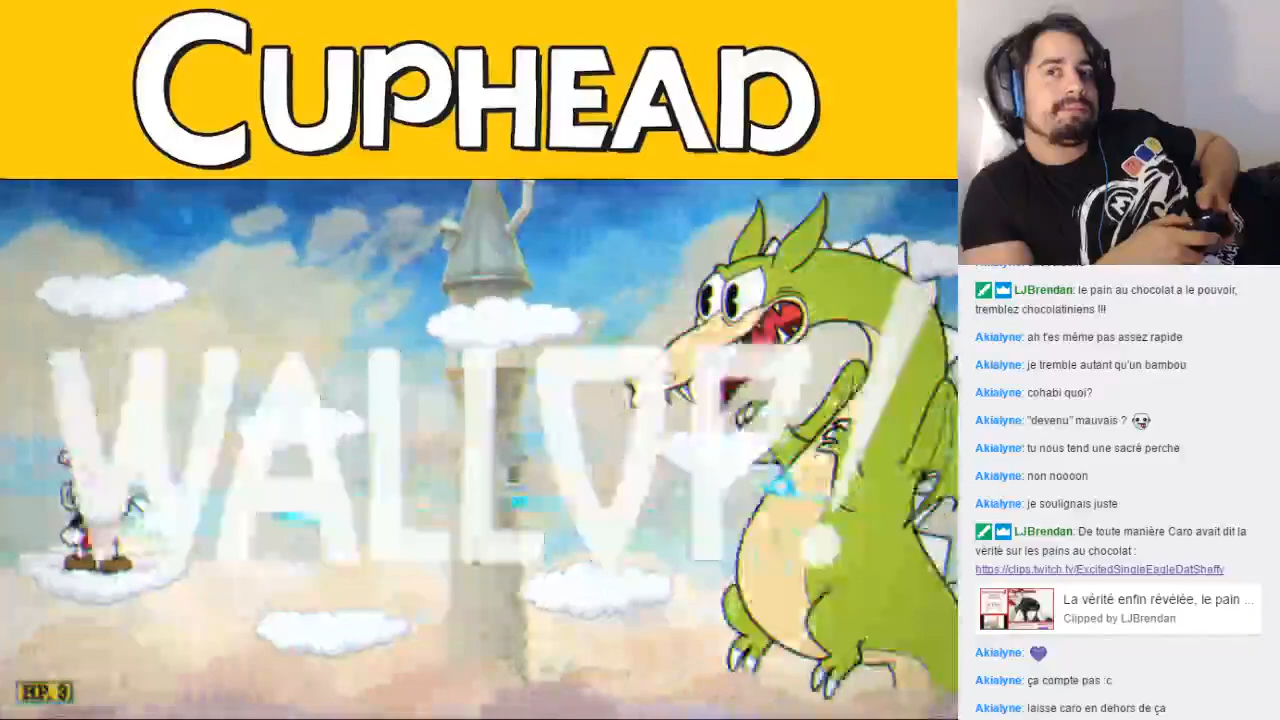 CUPHEAD
WALLOP!
HP. 3
LJBrendan: le pain au chocolat a le pouvoir,
tremblez chocolatiniens !!!
Akialyne: ah t'es même pas assez rapide
Akialyne: je tremble autant qu'un bambou
Akialyne: cohabi quoi?
Akialyne: "devenu" mauvais ?
Akialyne: tu nous tend une sacré perche
Akialyne: non noooon
Akialyne: je soulignais juste
LJBrendan: De toute manière Caro avait dit la
vérité sur les pains au chocolat :
https://clips.twitch.tv/ExcitedSingleEagleDatSheffy
La vérité enfin révélée, le pain ...
Clipped by LJBrendan
Akialyne:
Akialyne: ça compte pas :c
Akialyne: laisse caro en dehors de ça